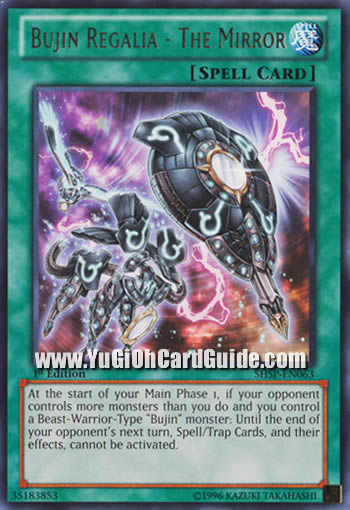 BUJIN REGALIA - THE MIRROR
[SPELL CARD]
www.YuGiOhCardGuide.com
1st Edition
SHSP-EN063
At the start of your Main Phase 1, if your opponent
controls more monsters than you do and you control
a Beast-Warrior-Type "Bujin" monster: Until the end
of your opponent's next turn, Spell/Trap Cards, and their
effects, cannot be activated.
35183853
©1996 KAZUKI TAKAHASHI